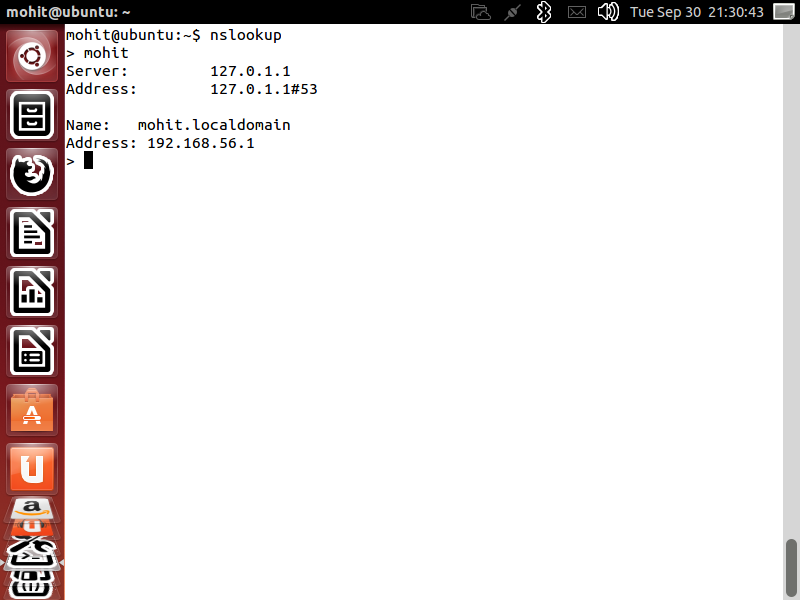 mohit@ubuntu: ~
Tue Sep 30 21:30:43
mohit@ubuntu:~$ nslookup
> mohit
Server:         127.0.1.1
Address:        127.0.1.1#53
Name:   mohit.localdomain
Address: 192.168.56.1
>